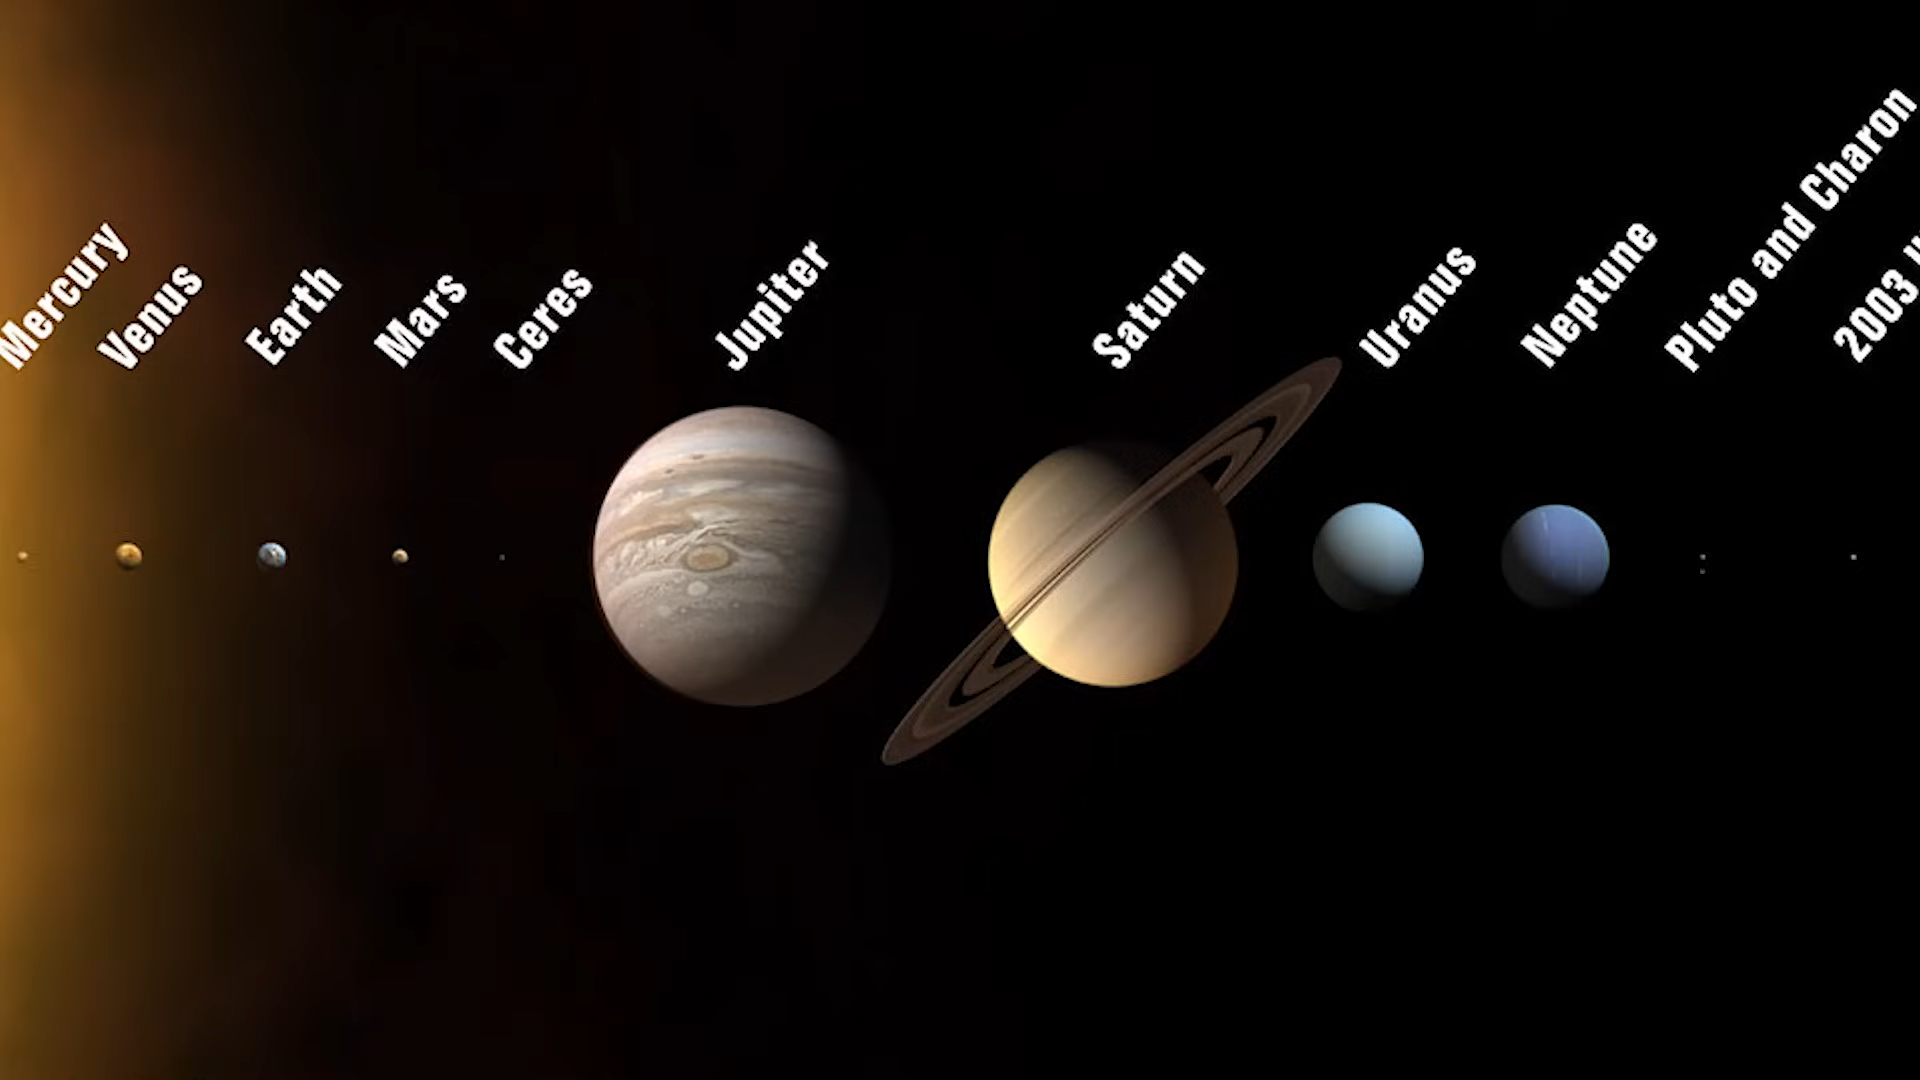 Mercury
Venus
Earth
Mars
Ceres
Jupiter
Saturn
Uranus
Neptune
Pluto and Charon
2003